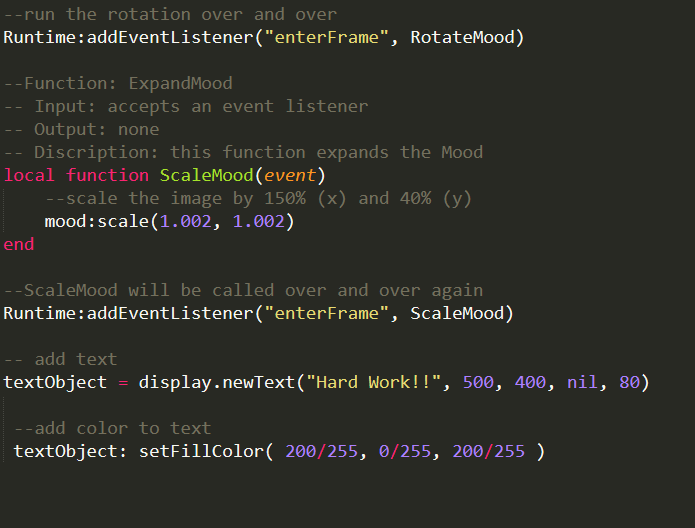 --run the rotation over and over
Runtime:addEventListener("enterFrame", RotateMood)
--Function: ExpandMood
-- Input: accepts an event listener
-- Output: none
-- Discription: this function expands the Mood
local function ScaleMood(event)
--scale the image by 150% (x) and 40% (y)
mood:scale(1.002, 1.002)
end
--ScaleMood will be called over and over again
Runtime:addEventListener("enterFrame", ScaleMood)
-- add text
textObject = display.newText("Hard Work!!", 500, 400, nil, 80)
--add color to text
textObject: setFillColor( 200/255, 0/255, 200/255 )